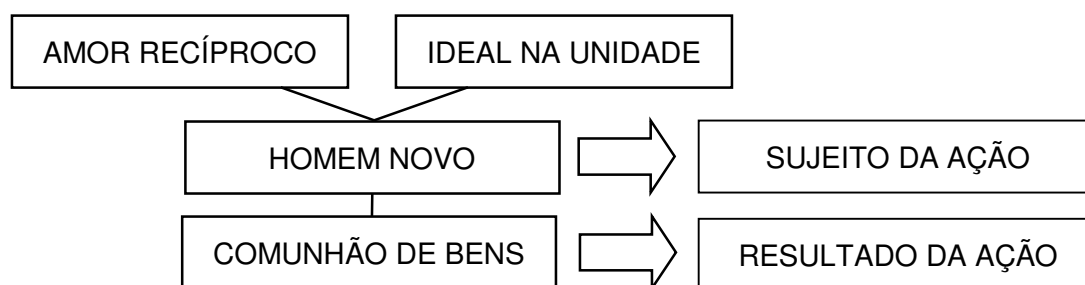 AMOR RECÍPROCO
IDEAL NA UNIDADE
HOMEM NOVO
SUJEITO DA AÇÃO
COMUNHÃO DE BENS
RESULTADO DA AÇÃO